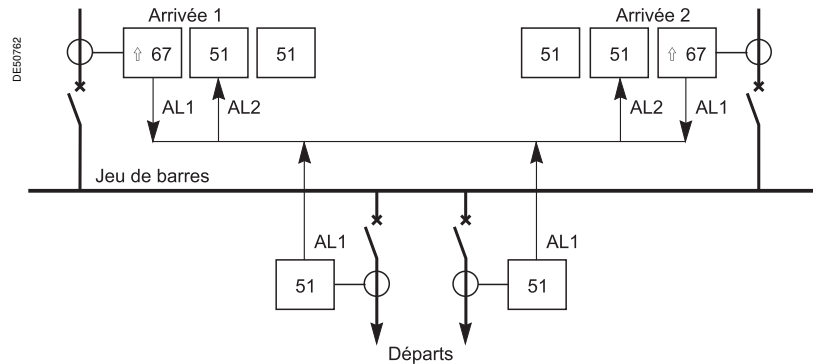 Arrivée 1
Arrivée 2
DE50762
⇧ 67
51
51
51
51
⇧ 67
AL1
AL2
AL2
AL1
Jeu de barres
AL1
AL1
51
51
Départs